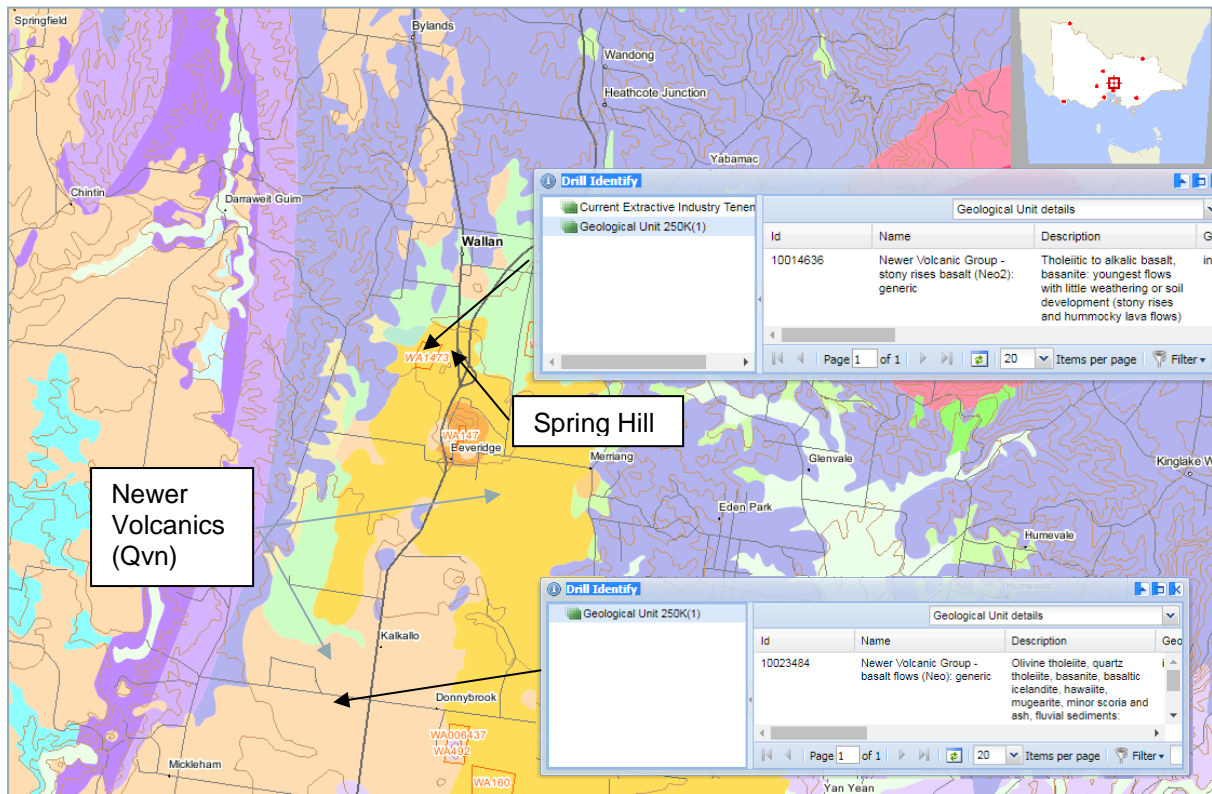 Springfield
Bylands
Wandong
Heathcote Junction
Yabamac
Chintin
Darraweit Guim
Wallan
Drill Identify
Current Extractive Industry Tenem
Geological Unit 250K(1)
Geological Unit details
Id Name Description G
10014636 Newer Volcanic Group - stony rises basalt (Neo2): generic
Tholeiitic to alkalic basalt,
basanite: youngest flows
with little weathering or soil
development (stony rises
and hummocky lava flows)
in
Page 1 of 1 20 Items per page Filter
WA1473
Spring Hill
WA147
Beveridge
Merriang
Glenvale
Kinglake W
Newer
Volcanics
(Qvn)
Eden Park
Humevale
Kalkallo
Donnybrook
Drill Identify
Geological Unit 250K(1)
Geological Unit details
Id Name Description Geo
10023484 Newer Volcanic Group - basalt flows (Neo): generic
Olivine tholeiite, quartz
tholeiite, basanite, basaltic
icelandite, hawaiite,
mugearite, minor scoria and
ash, fluvial sediments:
i
Page 1 of 1 20 Items per page Filter
WA006437
WA492
Mickleham
WA160
Yan Yean